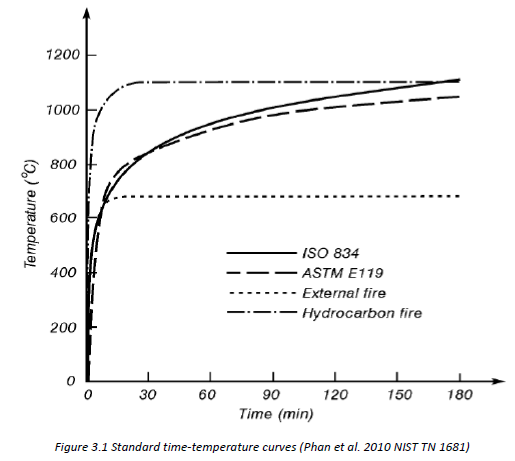 1200
1000
800
600
400
200
0
Temperature (°C)
ISO 834
ASTM E119
External fire
Hydrocarbon fire
0 30 60 90 120 150 180
Time (min)
Figure 3.1 Standard time-temperature curves (Phan et al. 2010 NIST TN 1681)